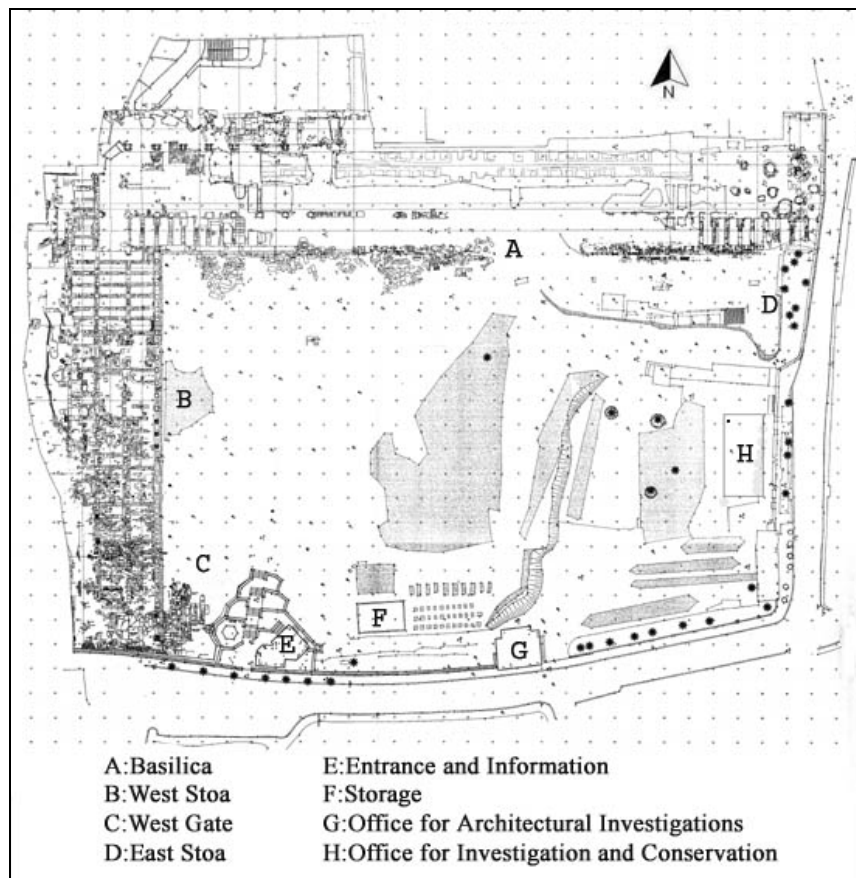 N
A
D
B
H
C
F
E
G
A:Basilica
B:West Stoa
C:West Gate
D:East Stoa
E:Entrance and Information
F:Storage
G:Office for Architectural Investigations
H:Office for Investigation and Conservation